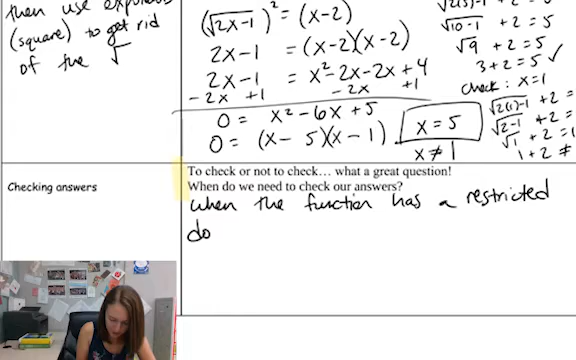 then use expon
(square) to get rid
of the √
(√2x-1)² = (x-2)²
2x-1 = (x-2)(x-2)
2x-1 = x²-2x-2x+4
-2x +1 -2x +1
0 = x²-6x+5
0 = (x-5)(x-1)
x=5
x≠1
√10-1 + 2 = 5
√9 + 2 = 5
3+2=5 ✓
check: x=1
√2(1)-1 + 2 =
√2-1 + 2 =
√1 + 2 = 1
1+2 ≠
Checking answers
To check or not to check… what a great question!
When do we need to check our answers?
when the function has a restricted
do